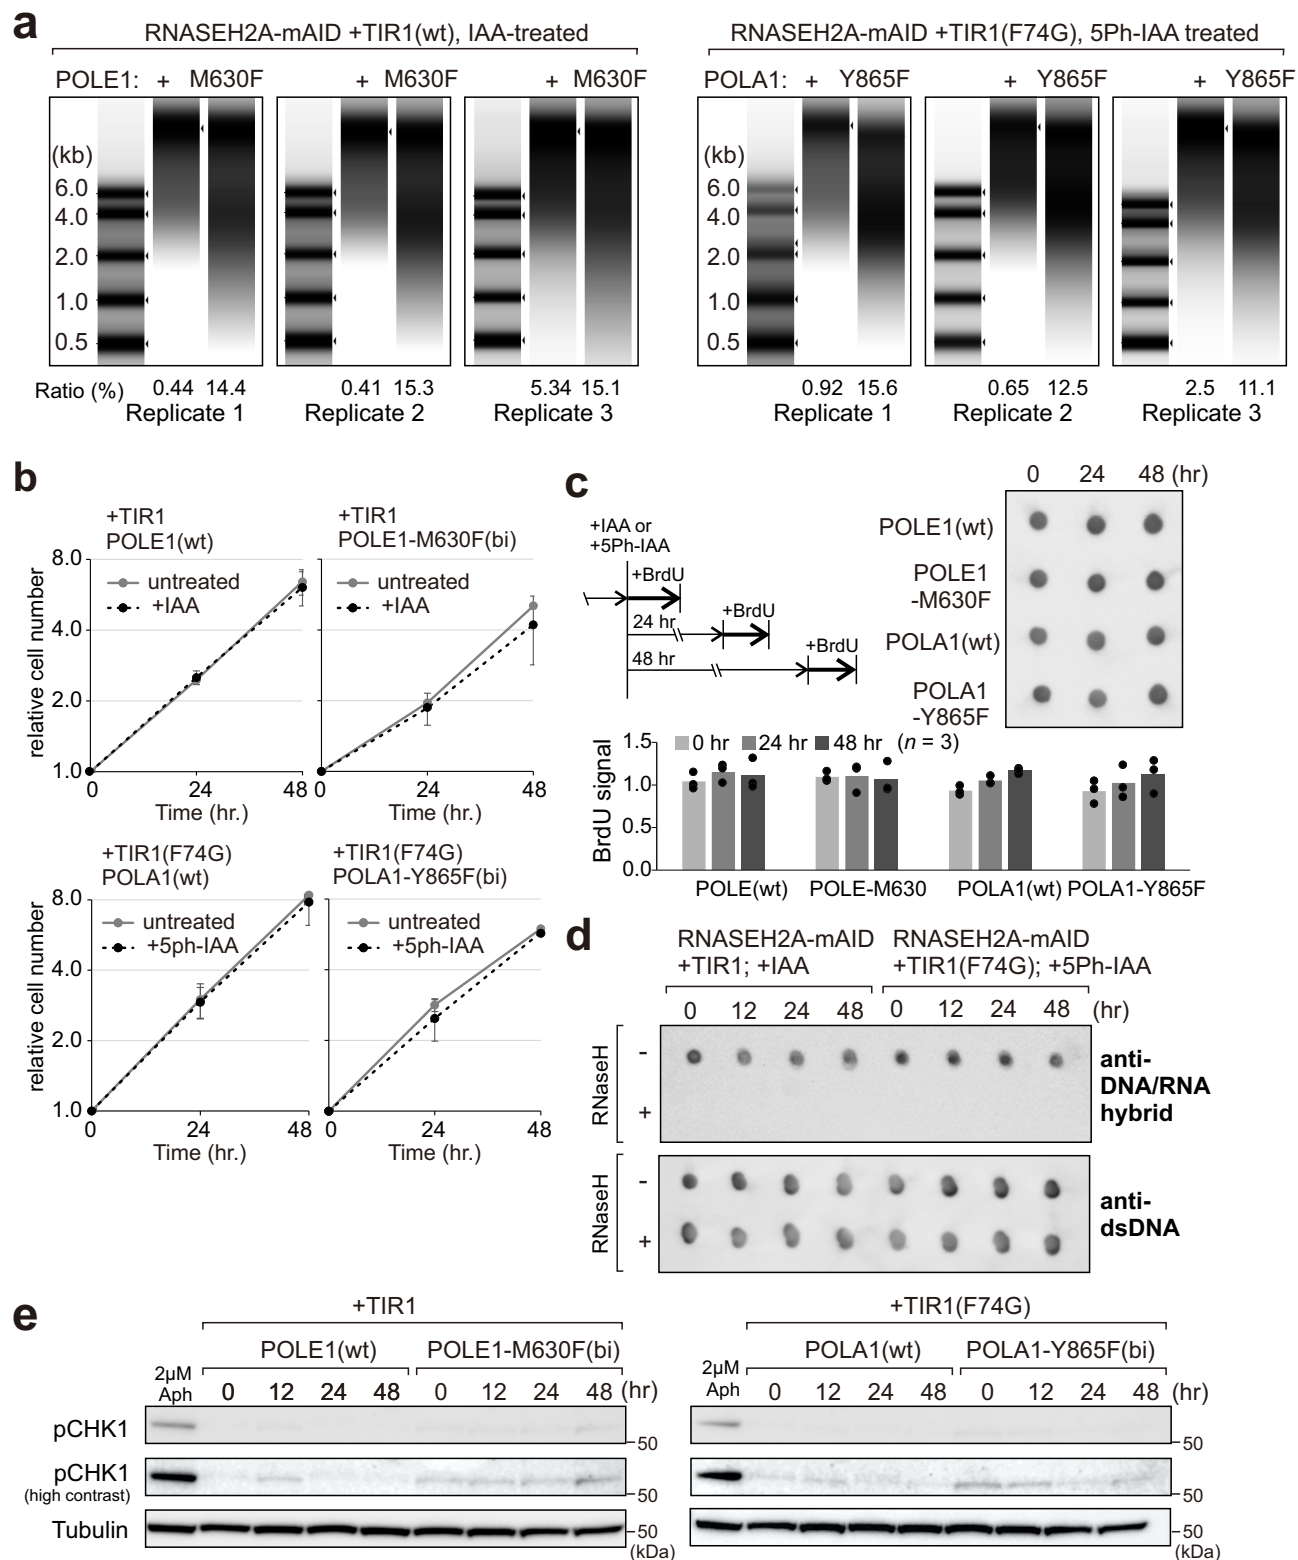 a
RNASEH2A-mAID +TIR1(wt), IAA-treated
POLE1: + M630F + M630F + M630F
(kb)
6.0
4.0
2.0
1.0
0.5
Ratio (%) 0.44 14.4 0.41 15.3 5.34 15.1
Replicate 1 Replicate 2 Replicate 3
RNASEH2A-mAID +TIR1(F74G), 5Ph-IAA treated
POLA1: + Y865F + Y865F + Y865F
(kb)
6.0
4.0
2.0
1.0
0.5
0.92 15.6 0.65 12.5 2.5 11.1
Replicate 1 Replicate 2 Replicate 3
b
+TIR1
POLE1(wt)
untreated
+IAA
8.0
4.0
2.0
1.0
relative cell number
0 24 48
Time (hr.)
+TIR1
POLE1-M630F(bi)
untreated
+IAA
0 24 48
Time (hr.)
+TIR1(F74G)
POLA1(wt)
untreated
+5ph-IAA
8.0
4.0
2.0
1.0
relative cell number
0 24 48
Time (hr.)
+TIR1(F74G)
POLA1-Y865F(bi)
untreated
+5ph-IAA
0 24 48
Time (hr.)
c
+IAA or
+5Ph-IAA
+BrdU
24 hr +BrdU
48 hr +BrdU
0 24 48 (hr)
POLE1(wt)
POLE1
-M630F
POLA1(wt)
POLA1
-Y865F
0 hr 24 hr 48 hr (n = 3)
1.5
1.0
0.5
0.0
BrdU signal
POLE(wt) POLE-M630 POLA1(wt) POLA1-Y865F
d
RNASEH2A-mAID
+TIR1; +IAA
RNASEH2A-mAID
+TIR1(F74G); +5Ph-IAA
0 12 24 48 0 12 24 48 (hr)
RNaseH
-
+
anti-
DNA/RNA
hybrid
RNaseH
-
+
anti-
dsDNA
e
+TIR1
POLE1(wt) POLE1-M630F(bi)
2µM
Aph 0 12 24 48 0 12 24 48 (hr)
+TIR1(F74G)
POLA1(wt) POLA1-Y865F(bi)
2µM
Aph 0 12 24 48 0 12 24 48 (hr)
pCHK1
50 50
pCHK1
(high contrast)
50 50
Tubulin
50 50
(kDa) (kDa)